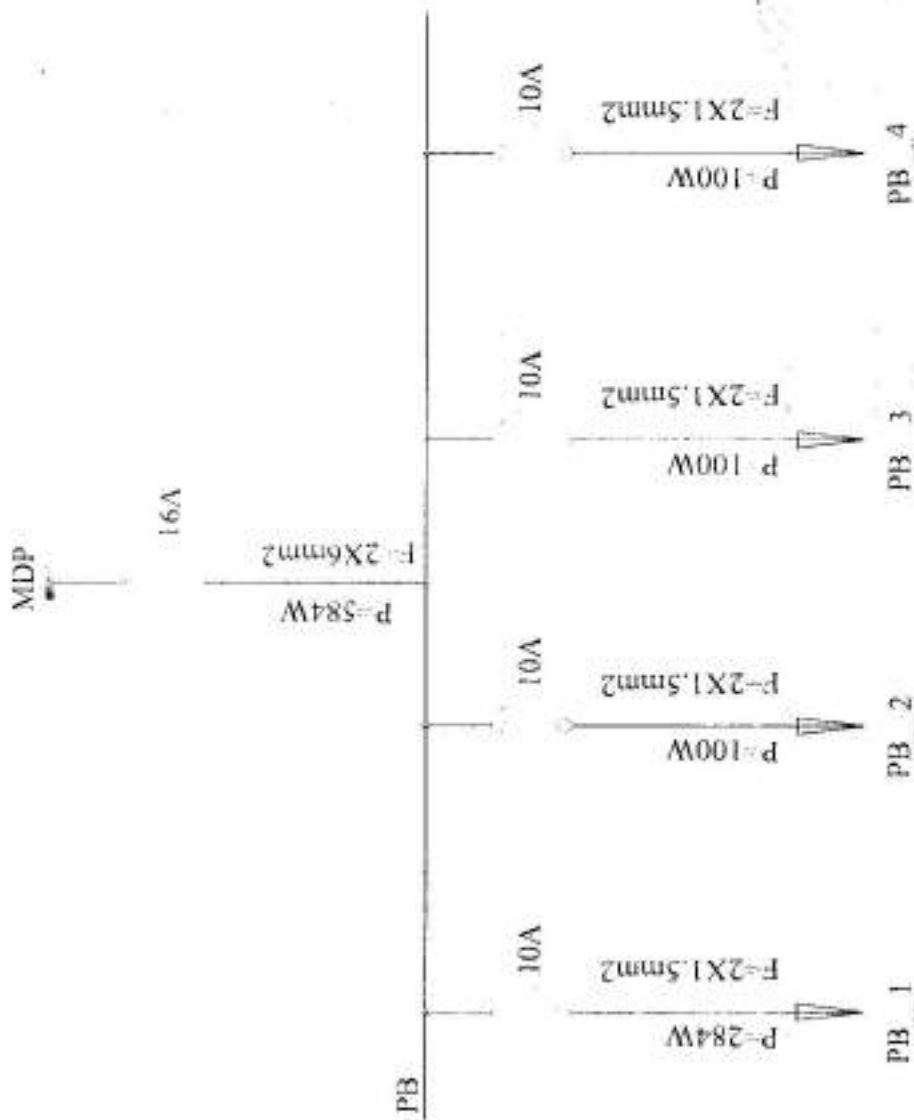 MDP
16A
P=584W
F=2X6mm2
PB
10A
P=284W
F=2X1.5mm2
PB_1
10A
P=100W
F=2X1.5mm2
PB_2
10A
P=100W
F=2X1.5mm2
PB_3
10A
P=100W
F=2X1.5mm2
PB_4